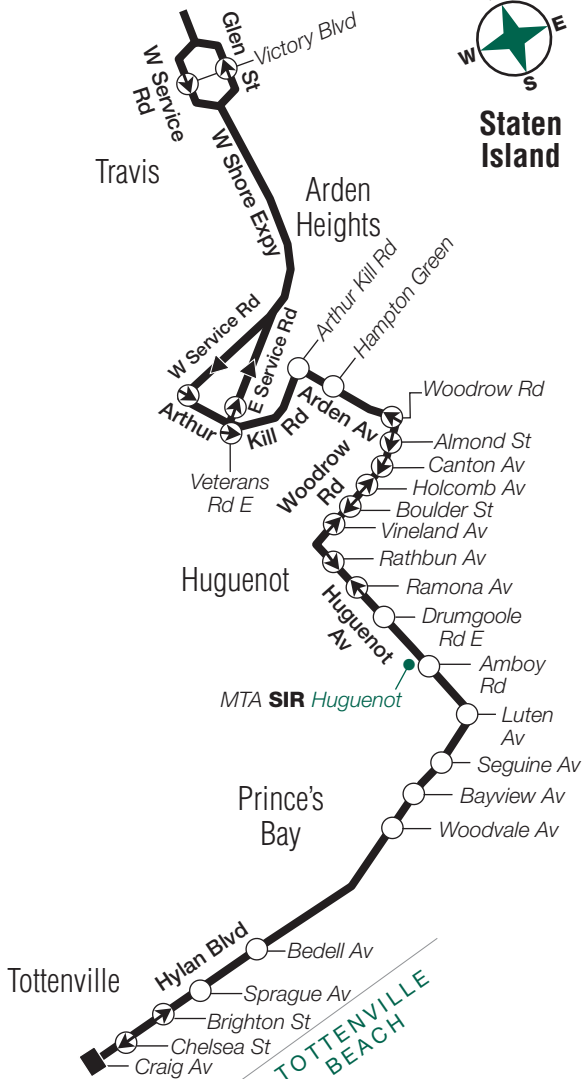 Glen St
Victory Blvd
W Service
Rd
E
W
S
Staten
Island
Travis
W Shore Expy
Arden
Heights
W Service Rd
E Service Rd
Arthur Kill Rd
Hampton Green
Arthur Kill Rd
Arden Av
Woodrow Rd
Veterans
Rd E
Woodrow
Rd
Almond St
Canton Av
Holcomb Av
Boulder St
Vineland Av
Rathbun Av
Huguenot
Ramona Av
Huguenot
Av
Drumgoole
Rd E
Amboy
Rd
MTA SIR Huguenot
Luten
Av
Seguine Av
Prince's
Bay
Bayview Av
Woodvale Av
Hylan Blvd
Bedell Av
Tottenville
Sprague Av
Brighton St
Chelsea St
Craig Av
TOTTENVILLE
BEACH